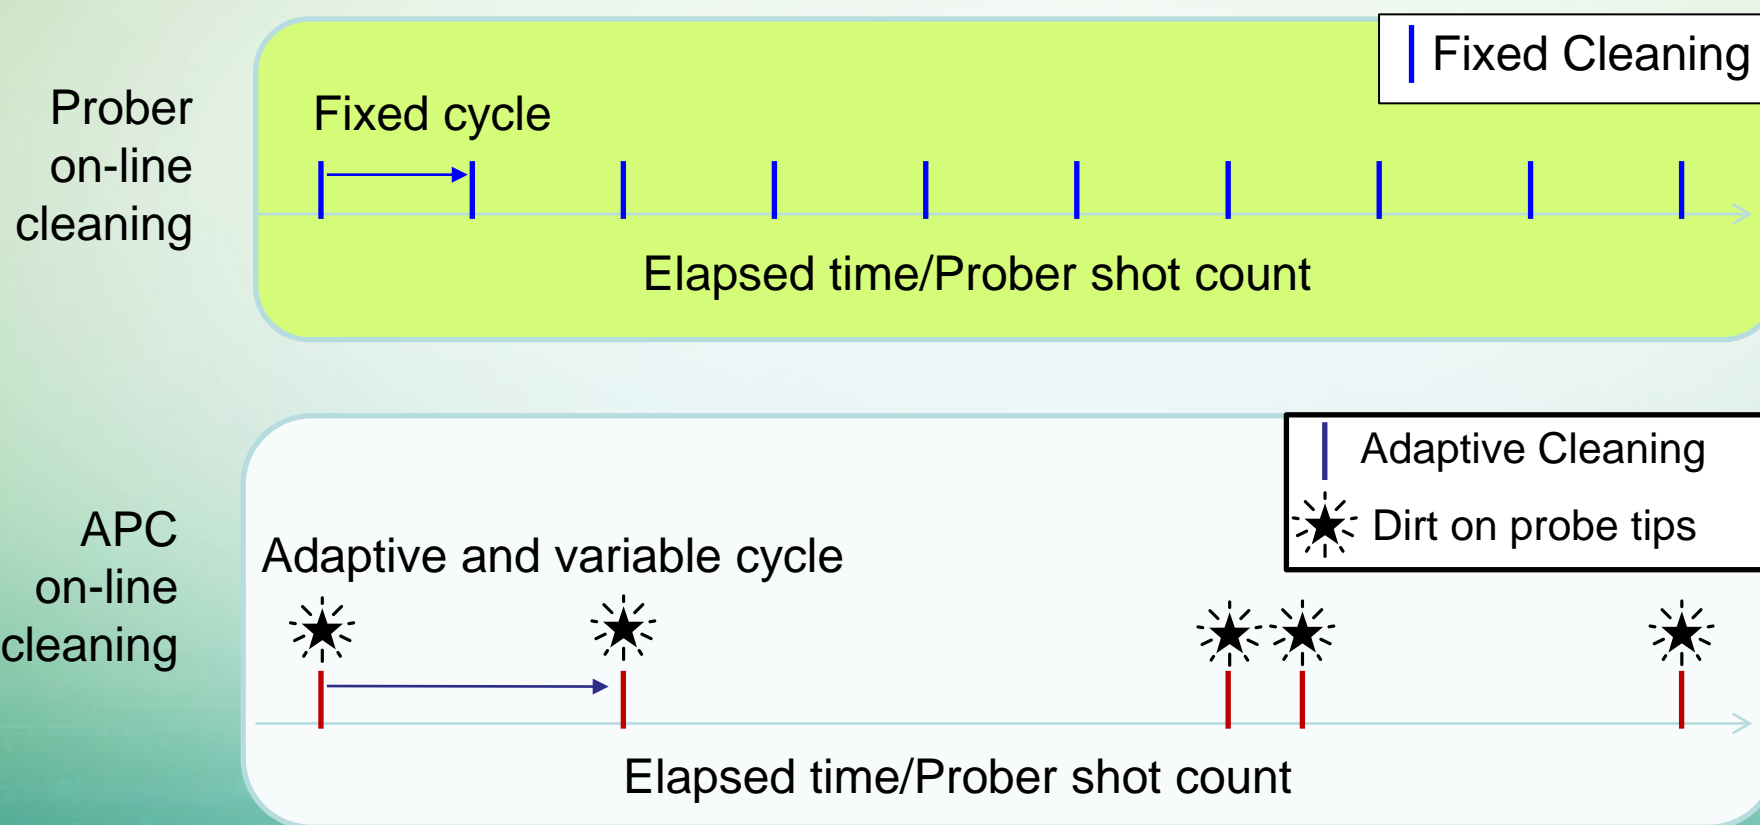 Fixed Cleaning
Prober
on-line
cleaning
Fixed cycle
Elapsed time/Prober shot count
Adaptive Cleaning
Dirt on probe tips
APC
on-line
cleaning
Adaptive and variable cycle
Elapsed time/Prober shot count